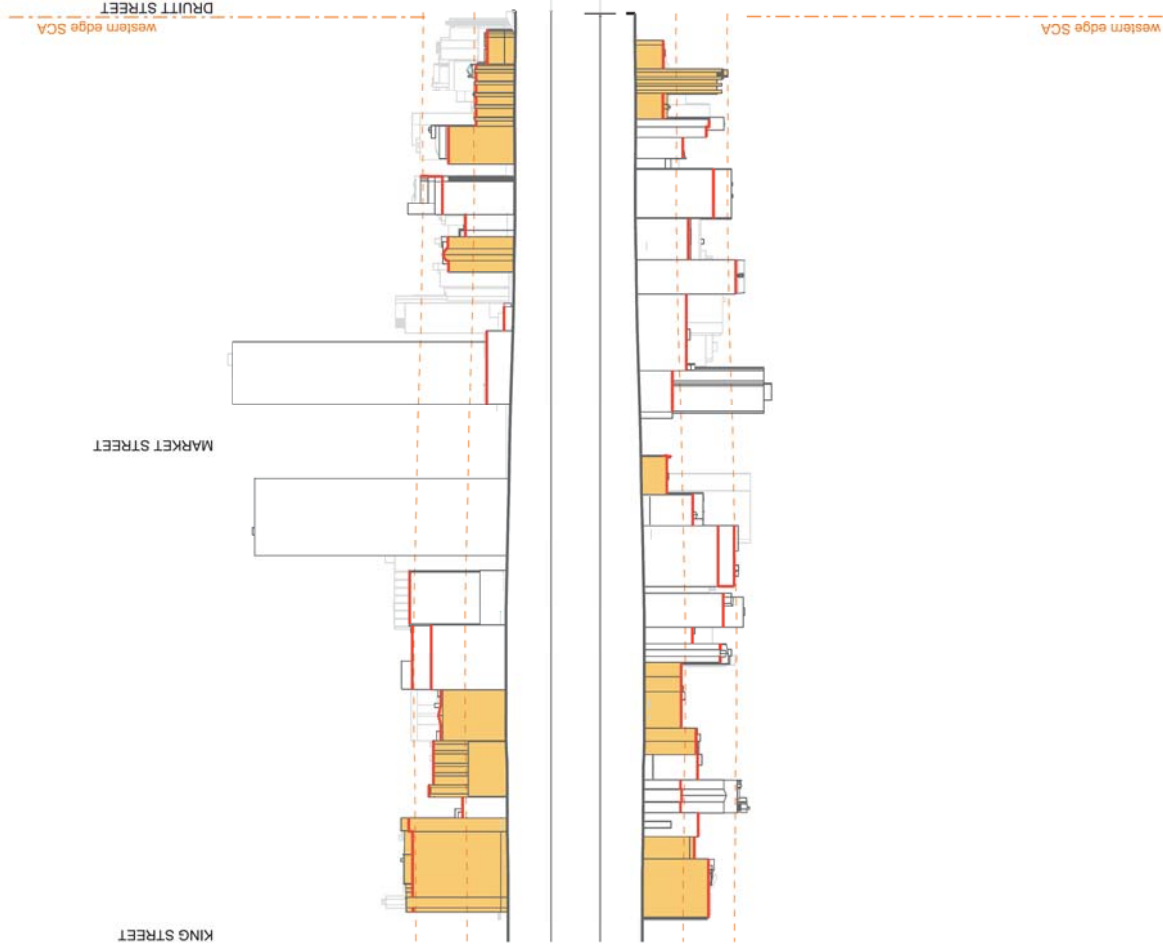 KING STREET
MARKET STREET
western edge SCA
western edge SCA
DRUITT STREET